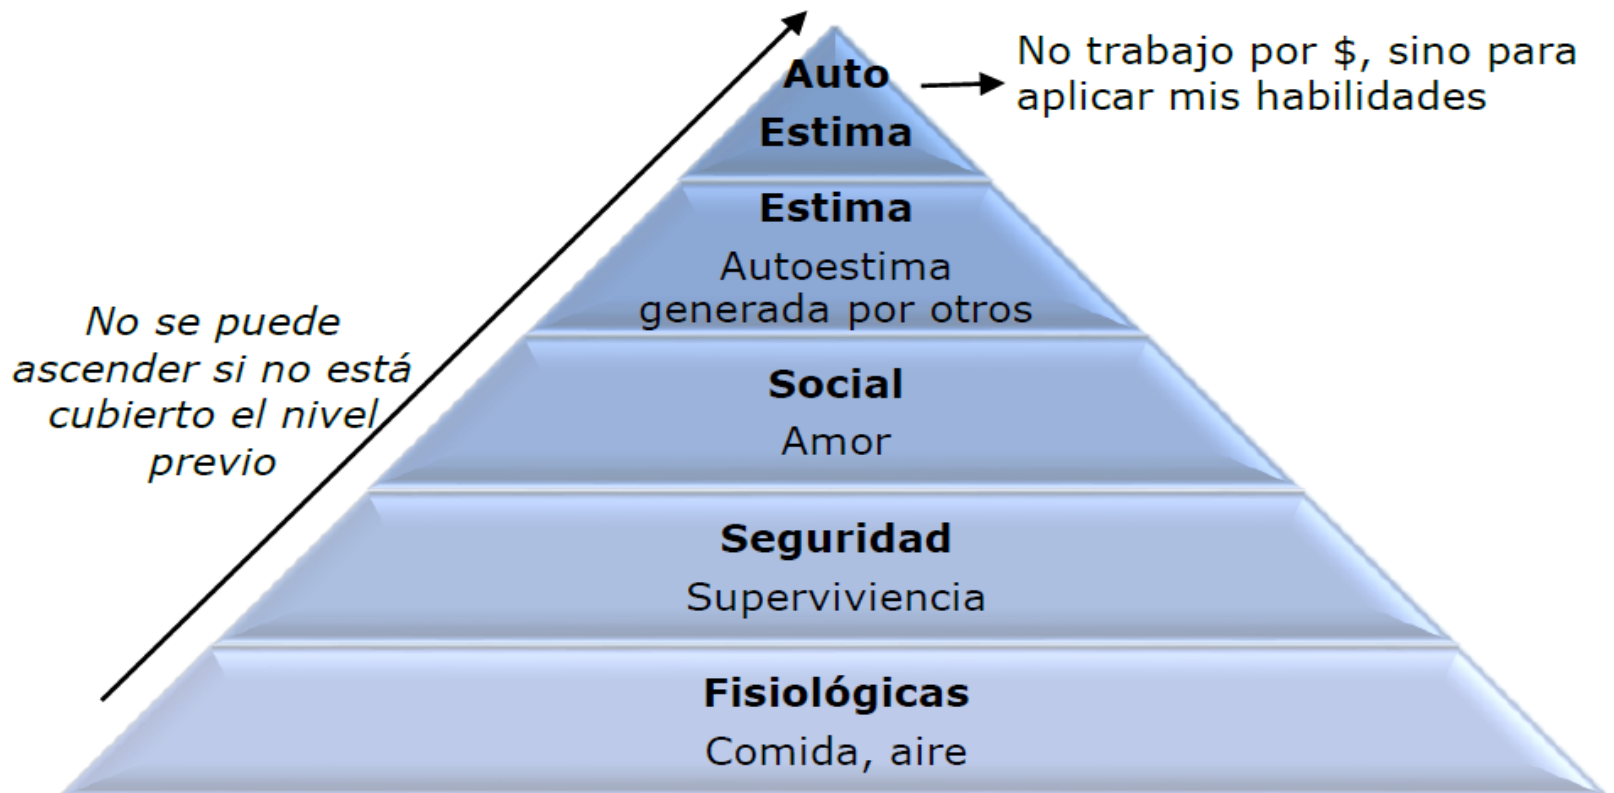 Auto
Estima
No trabajo por $, sino para
aplicar mis habilidades
Estima
Autoestima
generada por otros
No se puede
ascender si no está
cubierto el nivel
previo
Social
Amor
Seguridad
Superviviencia
Fisiológicas
Comida, aire